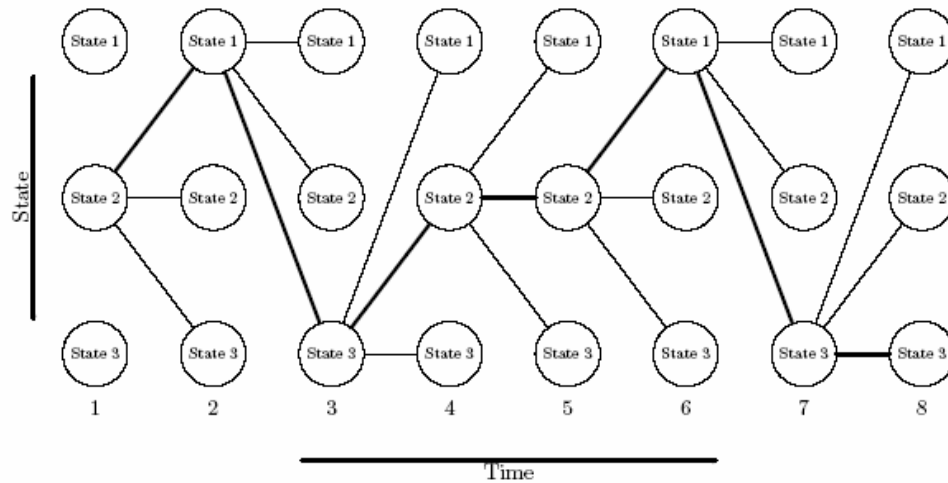 State 1 State 1 State 1 State 1 State 1 State 1 State 1 State 1
State
State 2 State 2 State 2 State 2 State 2 State 2 State 2 State 2
State 3 State 3 State 3 State 3 State 3 State 3 State 3 State 3
1 2 3 4 5 6 7 8
Time